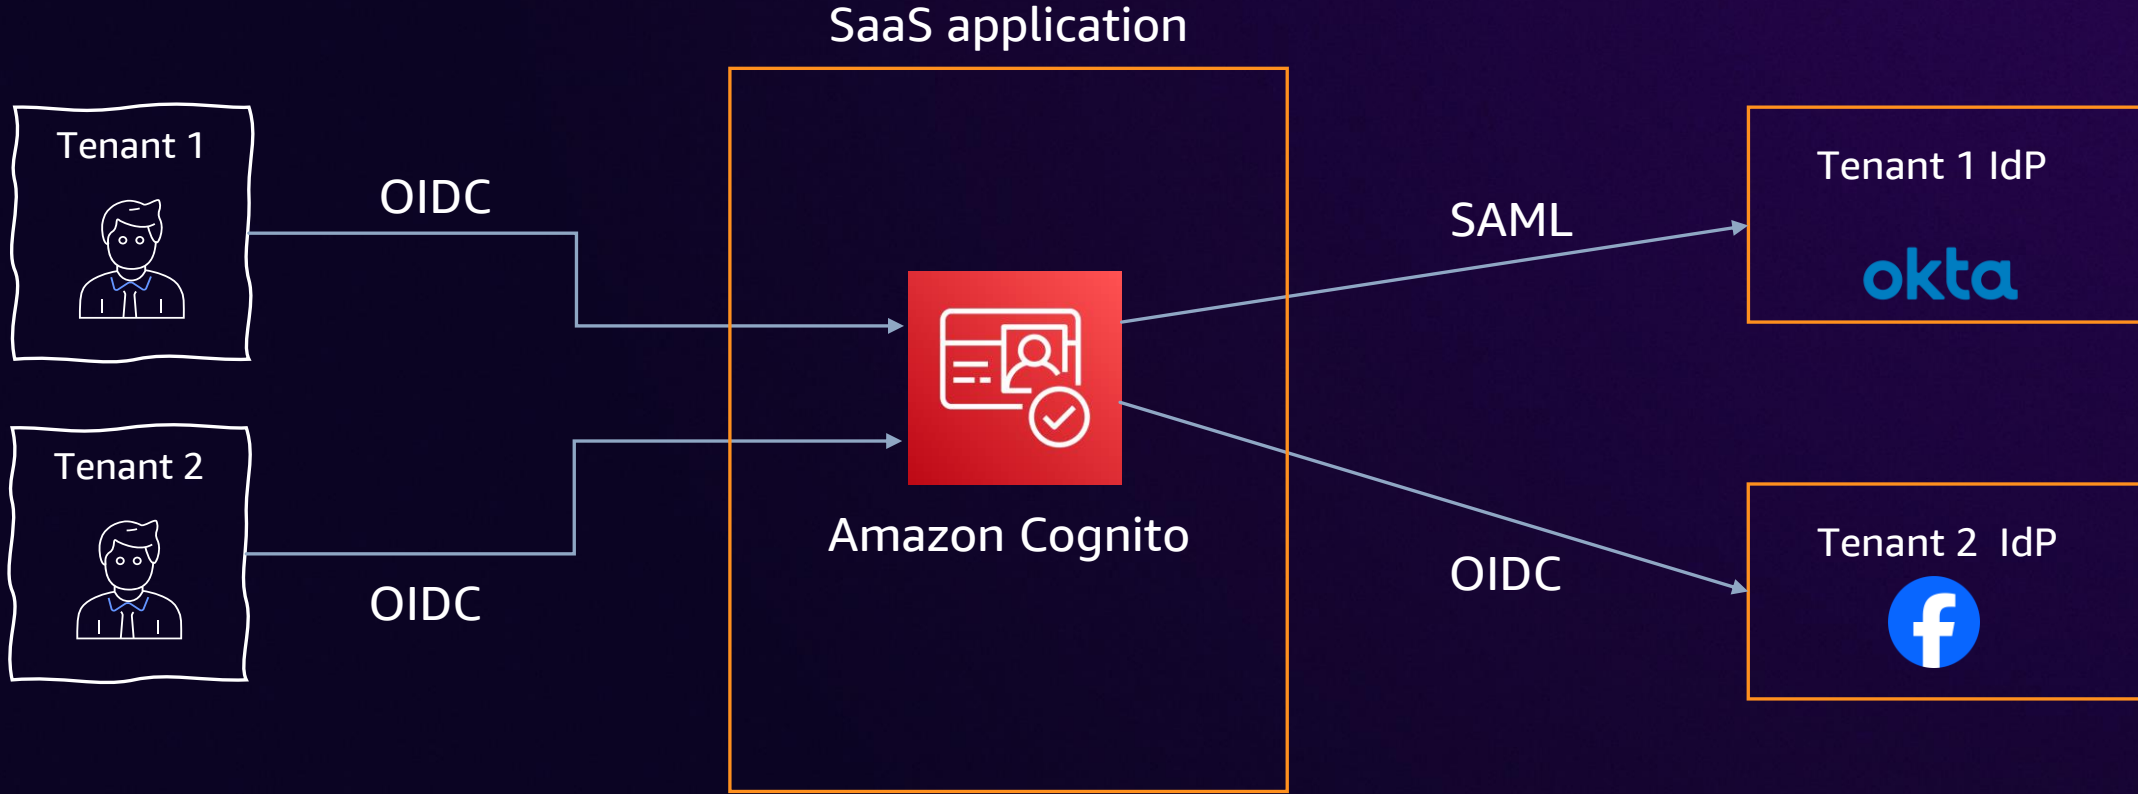 SaaS application
Tenant 1
OIDC
Tenant 2
OIDC
Amazon Cognito
SAML
OIDC
Tenant 1 IdP
okta
Tenant 2 IdP
f